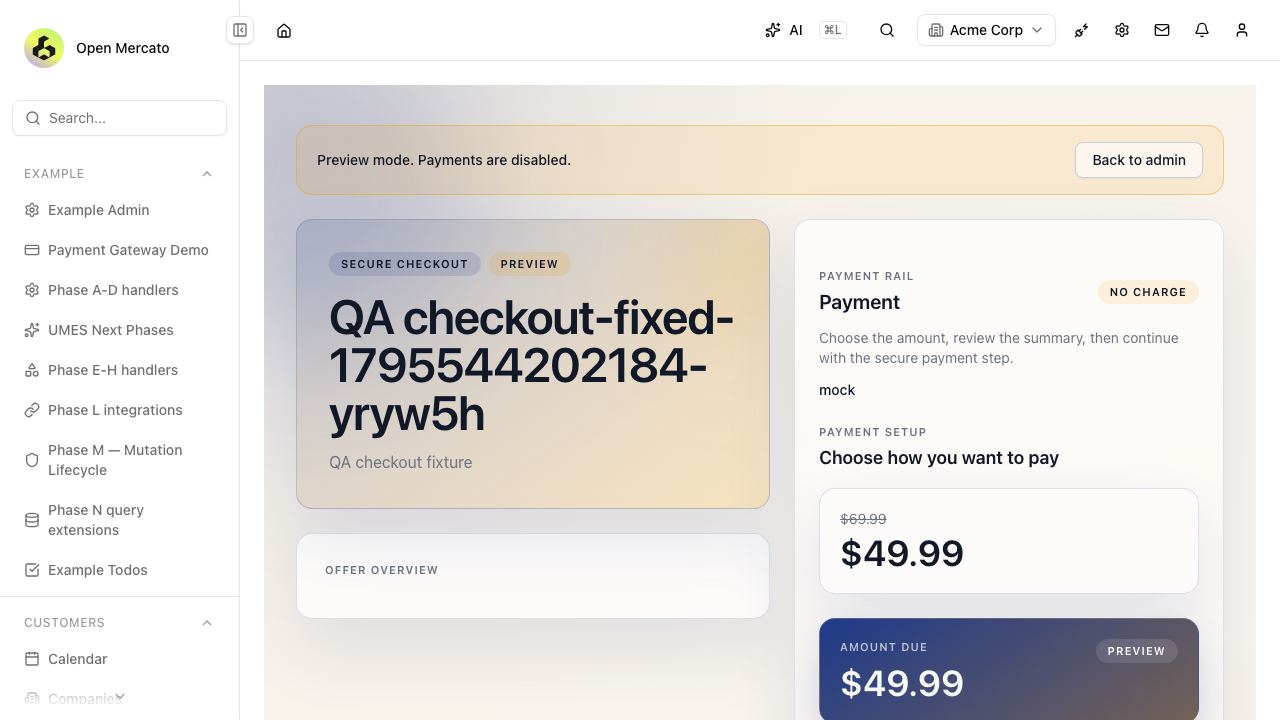 Open Mercato
Search...
EXAMPLE
Example Admin
Payment Gateway Demo
Phase A-D handlers
UMES Next Phases
Phase E-H handlers
Phase L integrations
Phase M — Mutation
Lifecycle
Phase N query
extensions
Example Todos
CUSTOMERS
Calendar
Companies
AI ⌘L
Acme Corp
Preview mode. Payments are disabled.
Back to admin
SECURE CHECKOUT
PREVIEW
QA checkout-fixed-
1795544202184-
yryw5h
QA checkout fixture
OFFER OVERVIEW
PAYMENT RAIL
Payment
NO CHARGE
Choose the amount, review the summary, then continue
with the secure payment step.
mock
PAYMENT SETUP
Choose how you want to pay
$69.99
$49.99
AMOUNT DUE
PREVIEW
$49.99